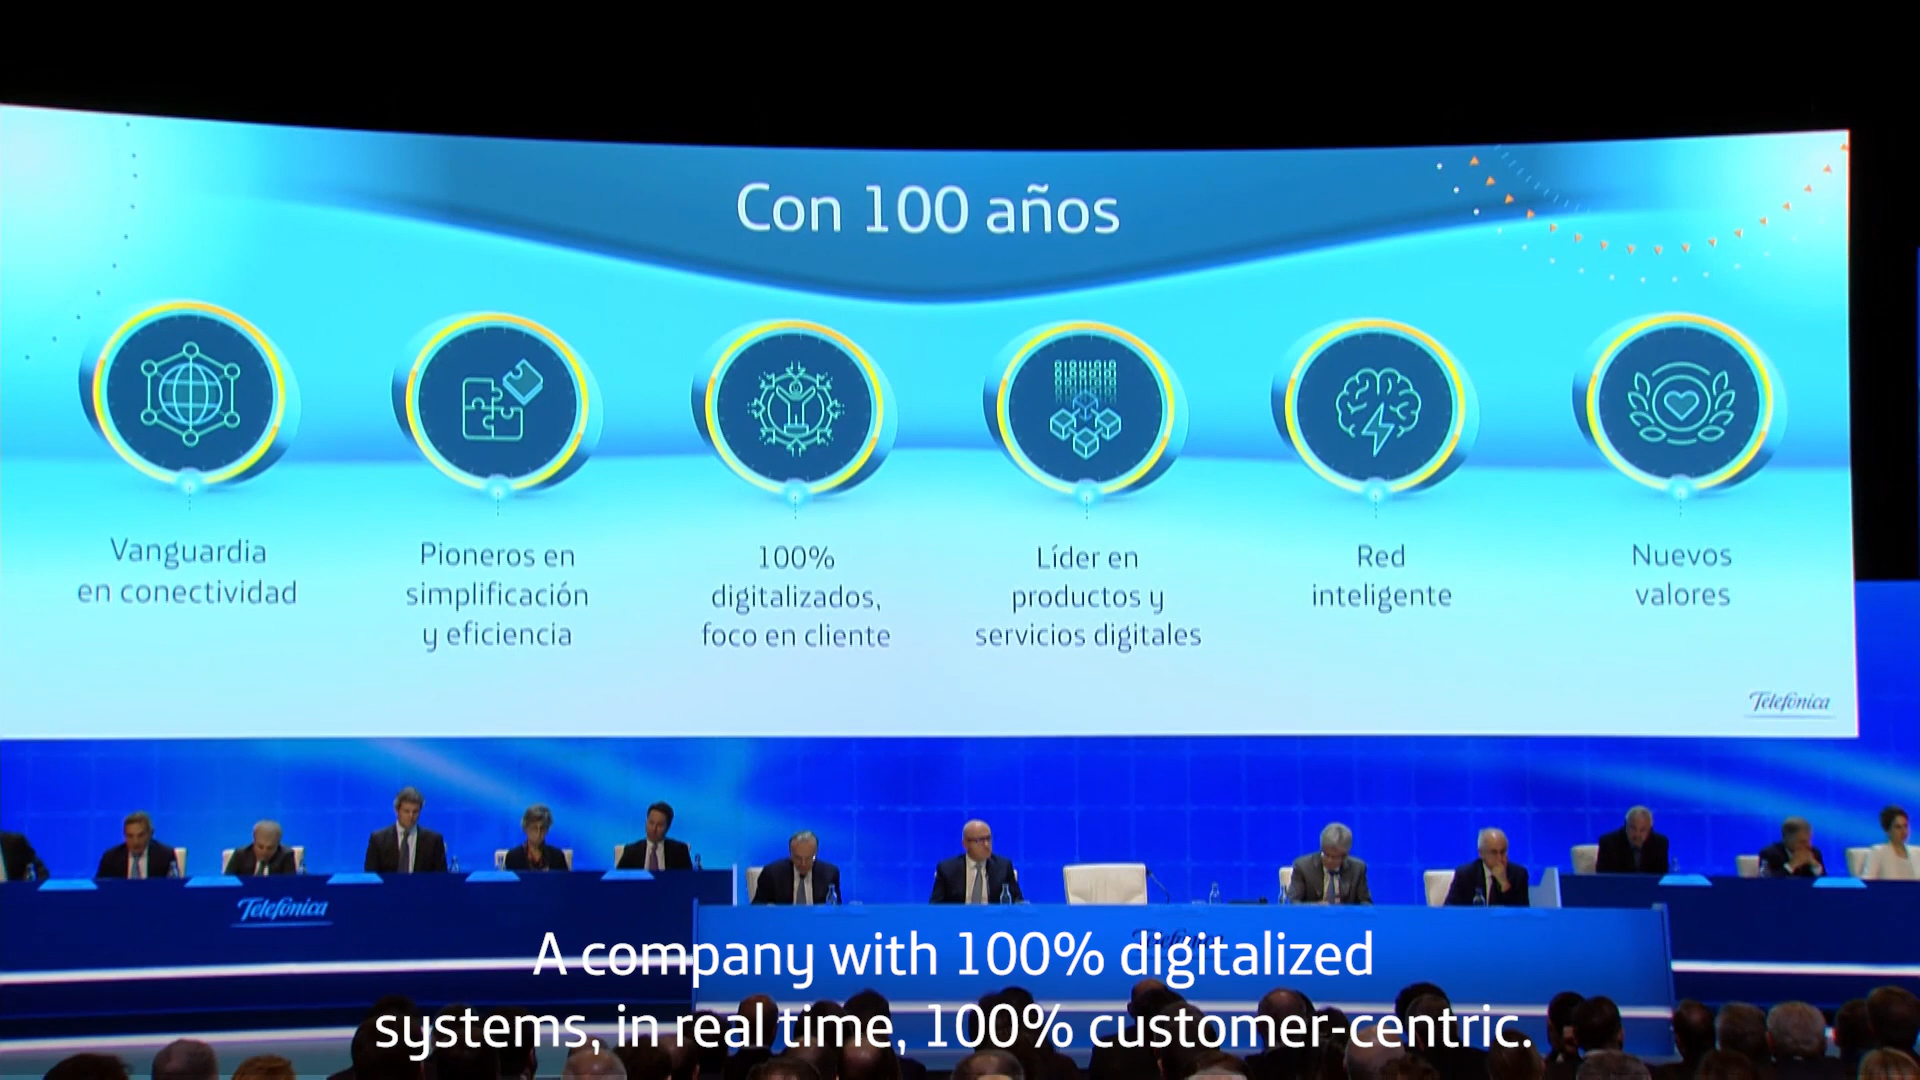 Con 100 años
Vanguardia
en conectividad
Pioneros en
simplificación
y eficiencia
100%
digitalizados,
foco en cliente
Líder en
productos y
servicios digitales
Red
inteligente
Nuevos
valores
Telefónica
Telefónica
Telefónica
A company with 100% digitalized
systems, in real time, 100% customer-centric.